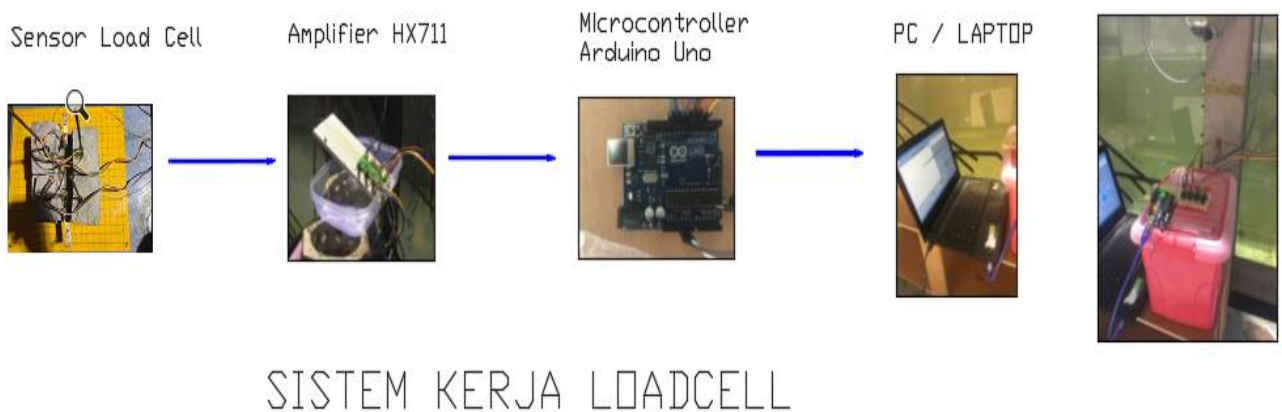 Sensor Load Cell
Amplifier HX711
Microcontroller
Arduino Uno
PC / LAPTOP
SISTEM KERJA LOADCELL